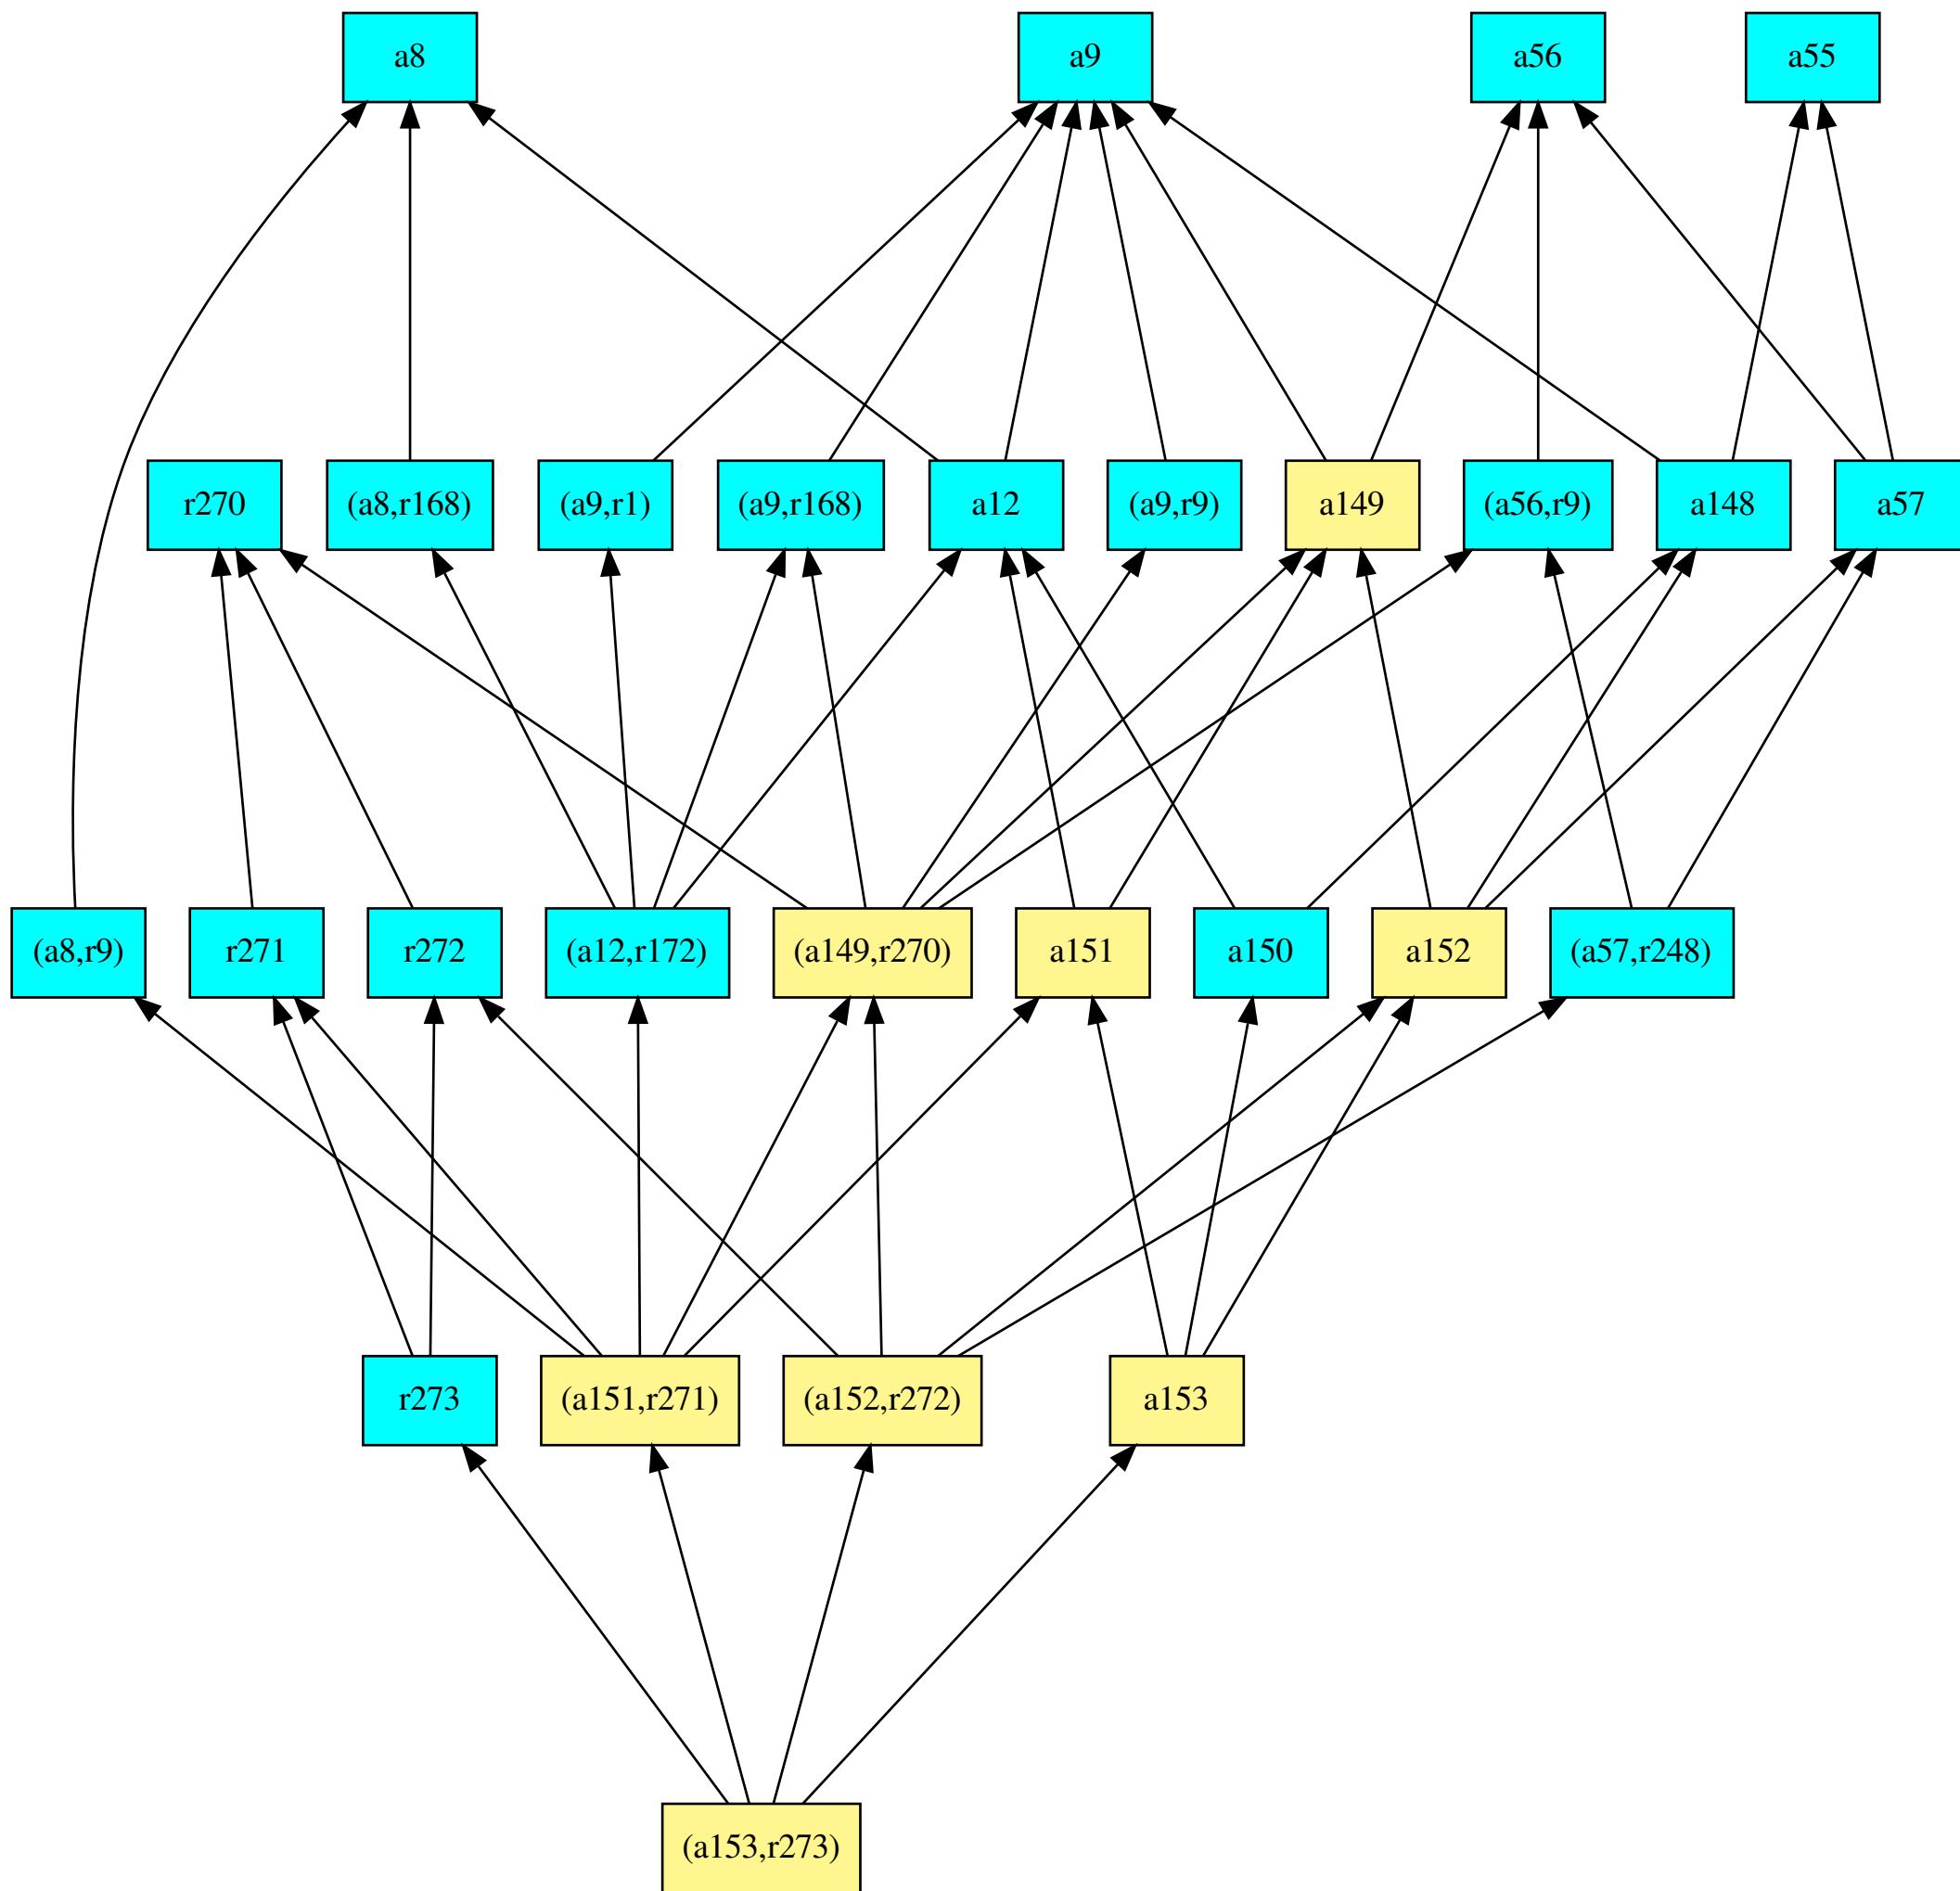 a8
a9
a56
a55
r270
(a8,r168)
(a9,r1)
(a9,r168)
a12
(a9,r9)
a149
(a56,r9)
a148
a57
(a8,r9)
r271
r272
(a12,r172)
(a149,r270)
a151
a150
a152
(a57,r248)
r273
(a151,r271)
(a152,r272)
a153
(a153,r273)